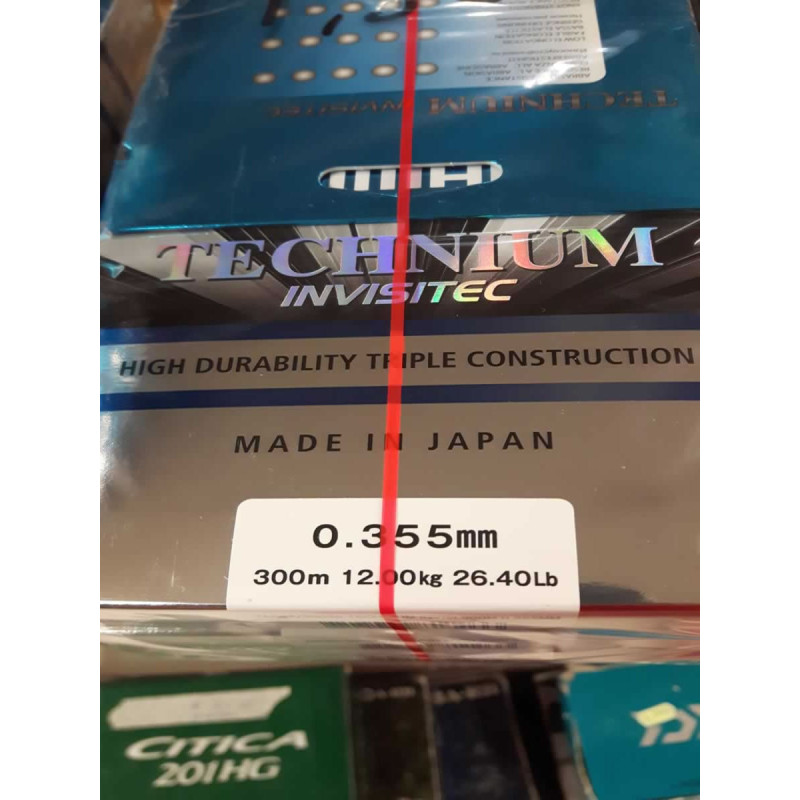 TECHNIUM INVISITEC
TECHNIUM
INVISITEC
HIGH DURABILITY TRIPLE CONSTRUCTION
MADE IN JAPAN
0.355mm
300m 12.00kg 26.40Lb
CITICA
201HG